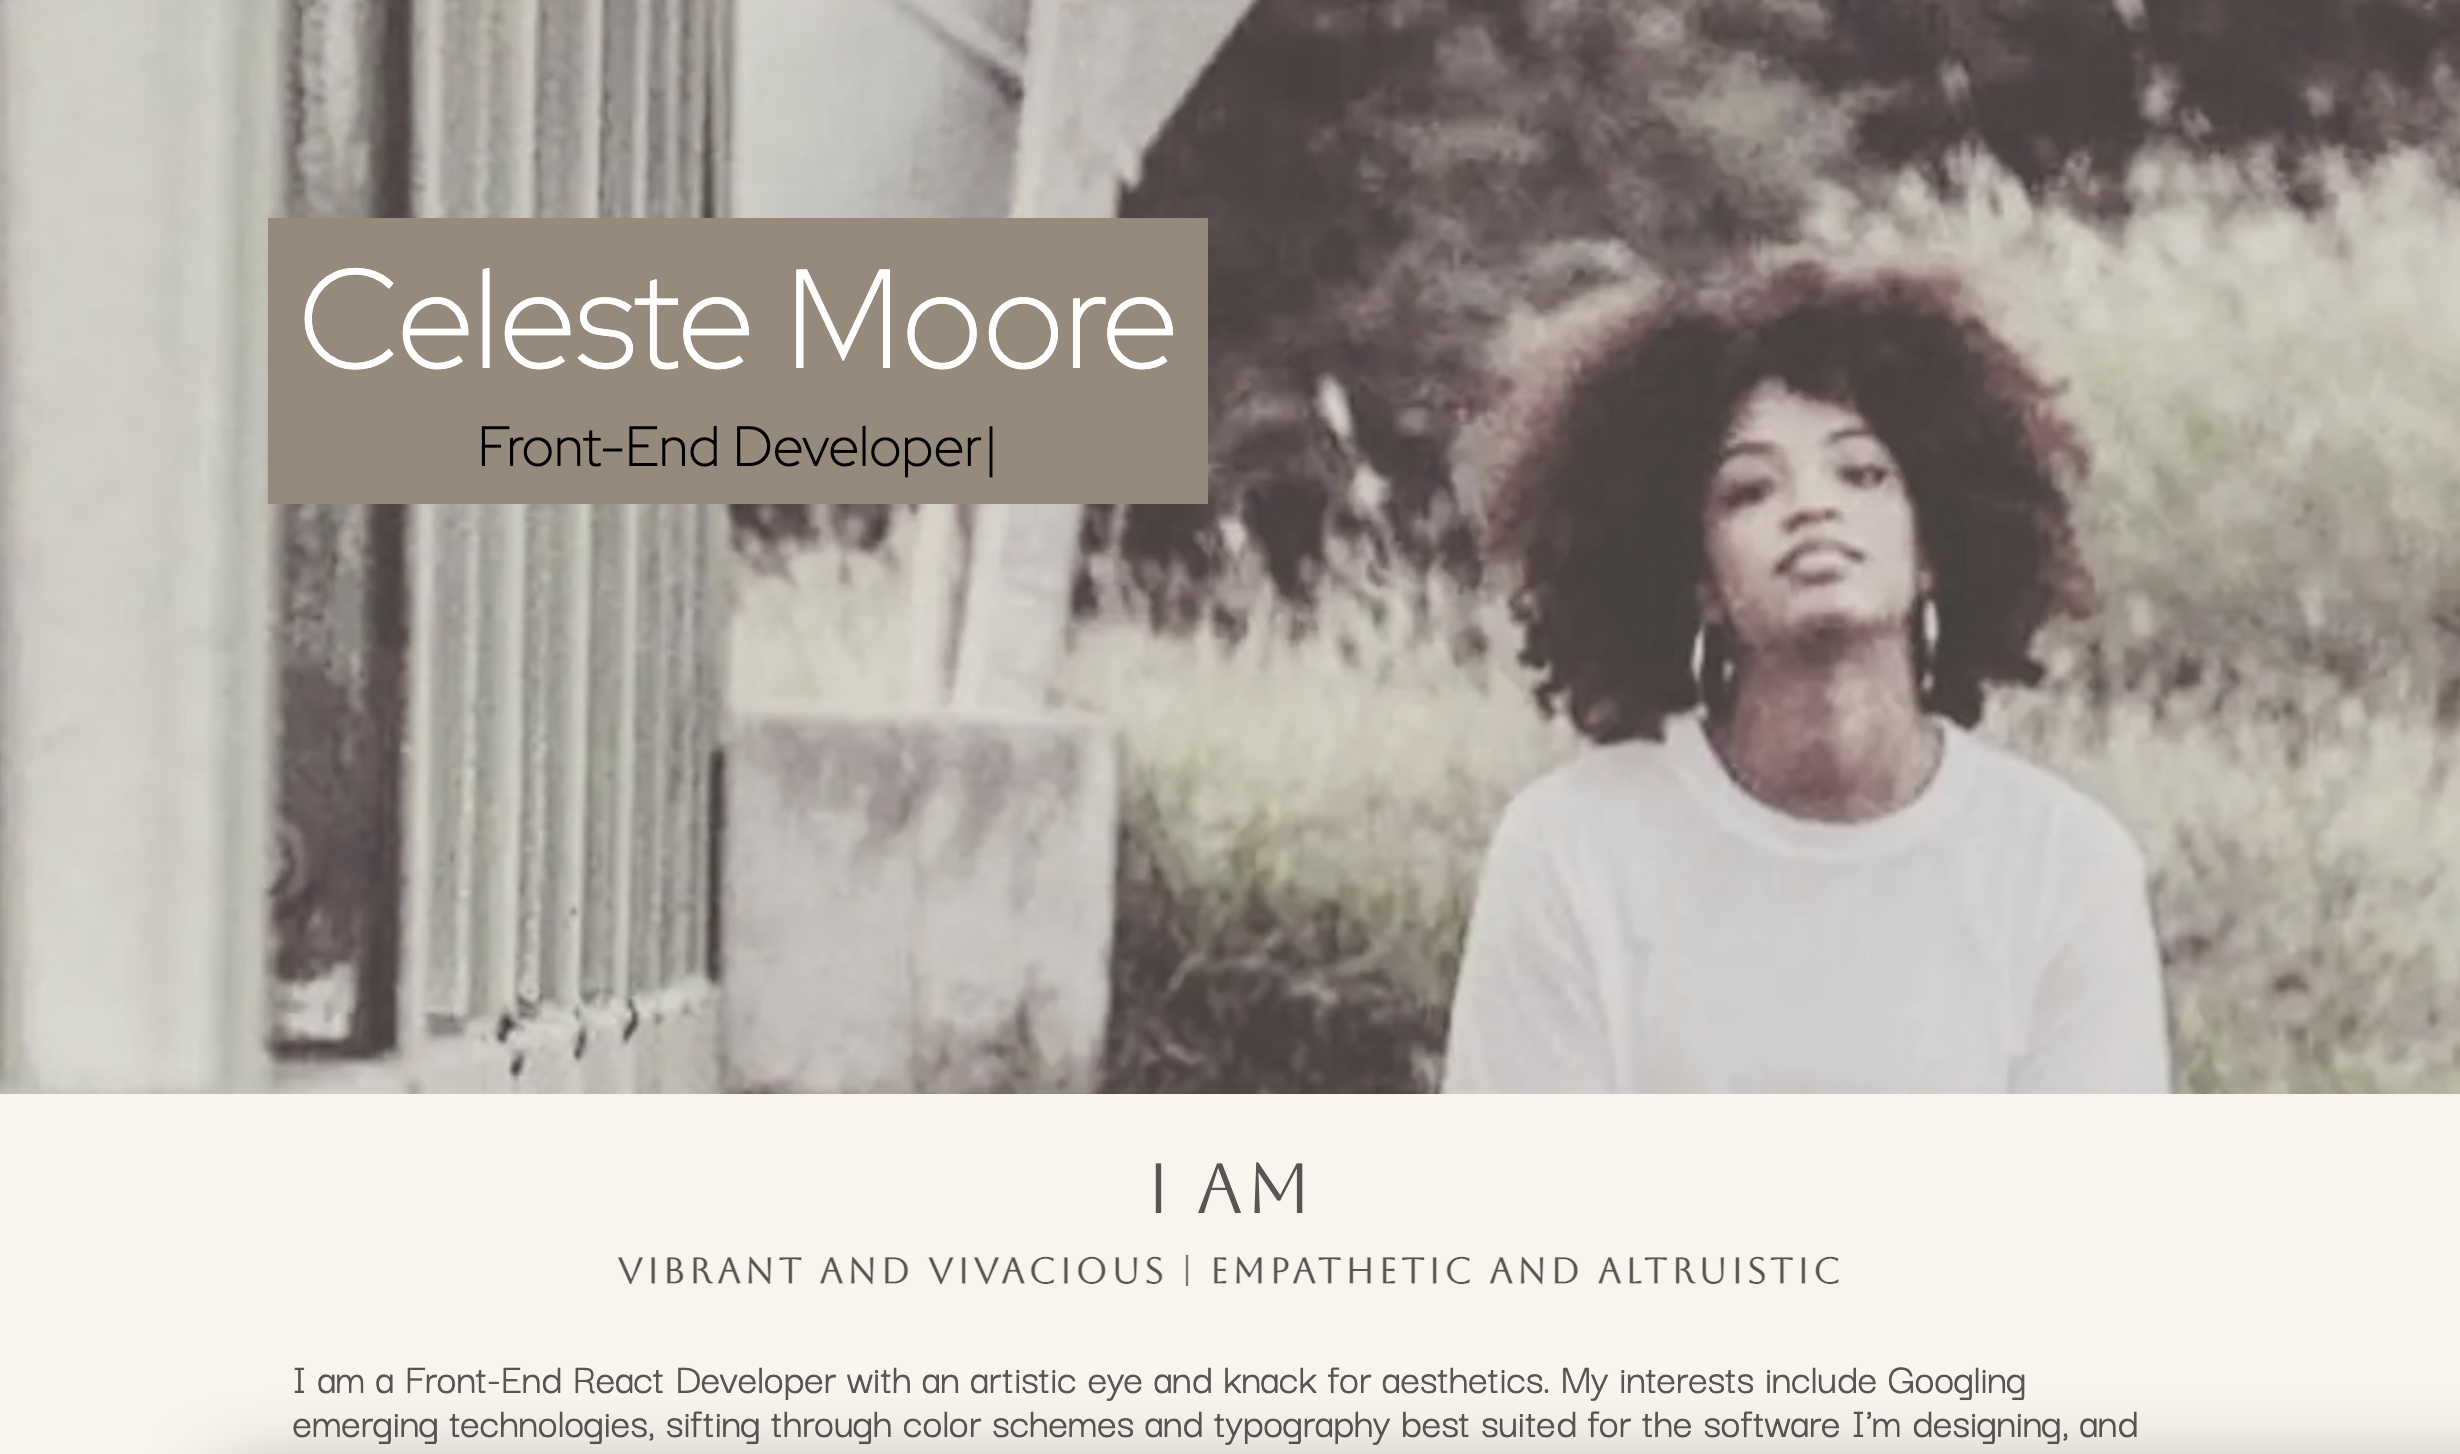 Celeste Moore
Front-End Developer|
I AM
VIBRANT AND VIVACIOUS | EMPATHETIC AND ALTRUISTIC
I am a Front-End React Developer with an artistic eye and knack for aesthetics. My interests include Googling
emerging technologies, sifting through color schemes and typography best suited for the software I’m designing, and